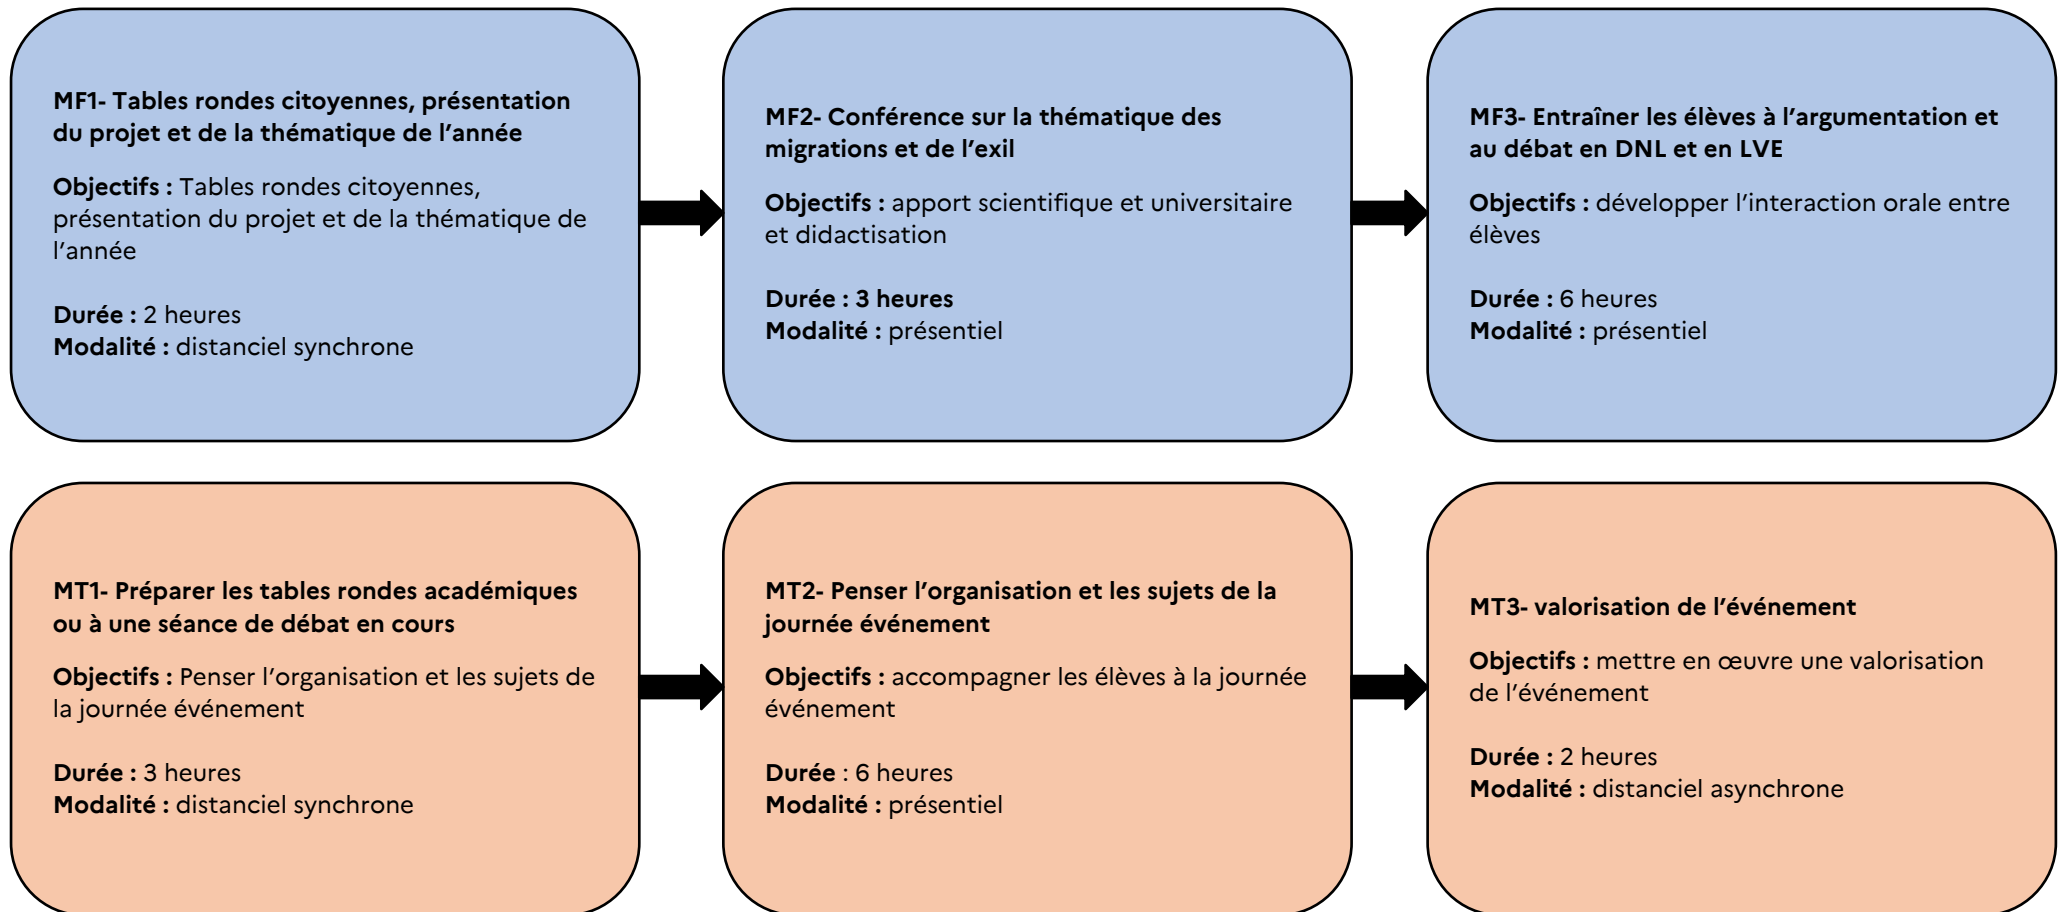 MF1- Tables rondes citoyennes, présentation
du projet et de la thématique de l’année
Objectifs : Tables rondes citoyennes,
présentation du projet et de la thématique de
l’année
Durée : 2 heures
Modalité : distanciel synchrone
MF2- Conférence sur la thématique des
migrations et de l’exil
Objectifs : apport scientifique et universitaire
et didactisation
Durée : 3 heures
Modalité : présentiel
MF3- Entraîner les élèves à l’argumentation et
au débat en DNL et en LVE
Objectifs : développer l’interaction orale entre
élèves
Durée : 6 heures
Modalité : présentiel
MT1- Préparer les tables rondes académiques
ou à une séance de débat en cours
Objectifs : Penser l’organisation et les sujets de
la journée événement
Durée : 3 heures
Modalité : distanciel synchrone
MT2- Penser l’organisation et les sujets de la
journée événement
Objectifs : accompagner les élèves à la journée
événement
Durée : 6 heures
Modalité : présentiel
MT3- valorisation de l’événement
Objectifs : mettre en œuvre une valorisation
de l’événement
Durée : 2 heures
Modalité : distanciel asynchrone